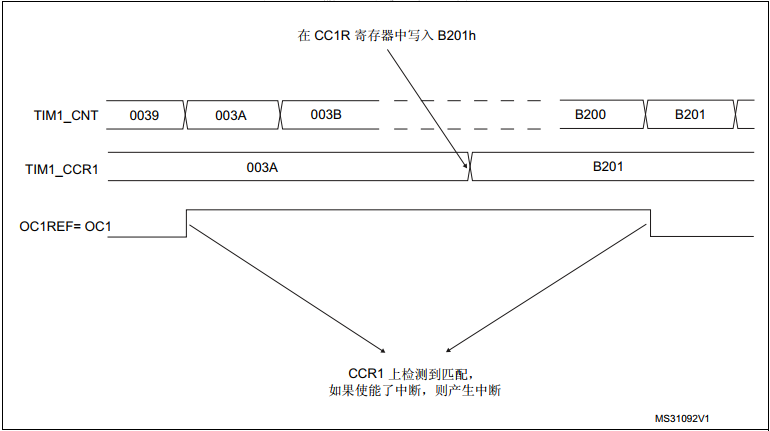 在 CC1R 寄存器中写入 B201h
TIM1_CNT 0039 003A 003B B200 B201
TIM1_CCR1 003A B201
OC1REF= OC1
CCR1 上检测到匹配,
如果使能了中断，则产生中断
MS31092V1